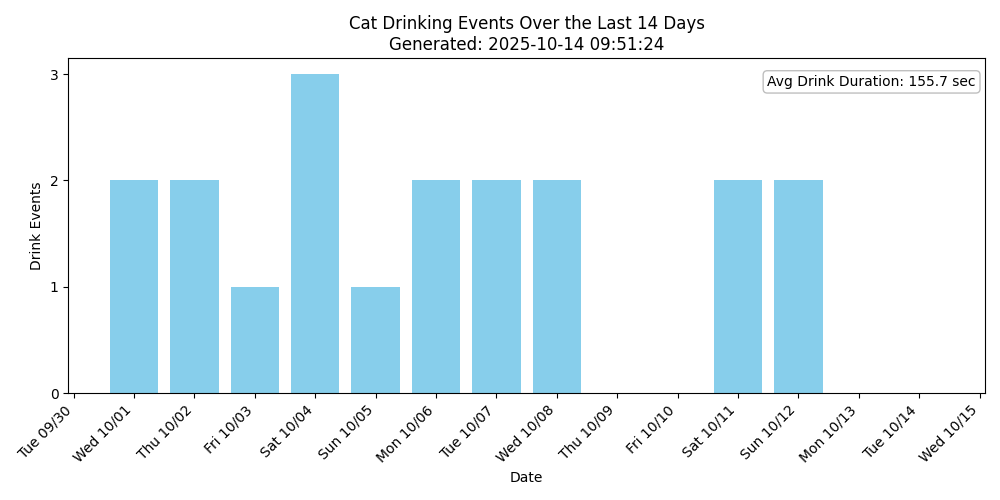 Cat Drinking Events Over the Last 14 Days
Generated: 2025-10-14 09:51:24
Avg Drink Duration: 155.7 sec
Drink Events
3
2
1
0
Tue 09/30
Wed 10/01
Thu 10/02
Fri 10/03
Sat 10/04
Sun 10/05
Mon 10/06
Tue 10/07
Wed 10/08
Thu 10/09
Fri 10/10
Sat 10/11
Sun 10/12
Mon 10/13
Tue 10/14
Wed 10/15
Date